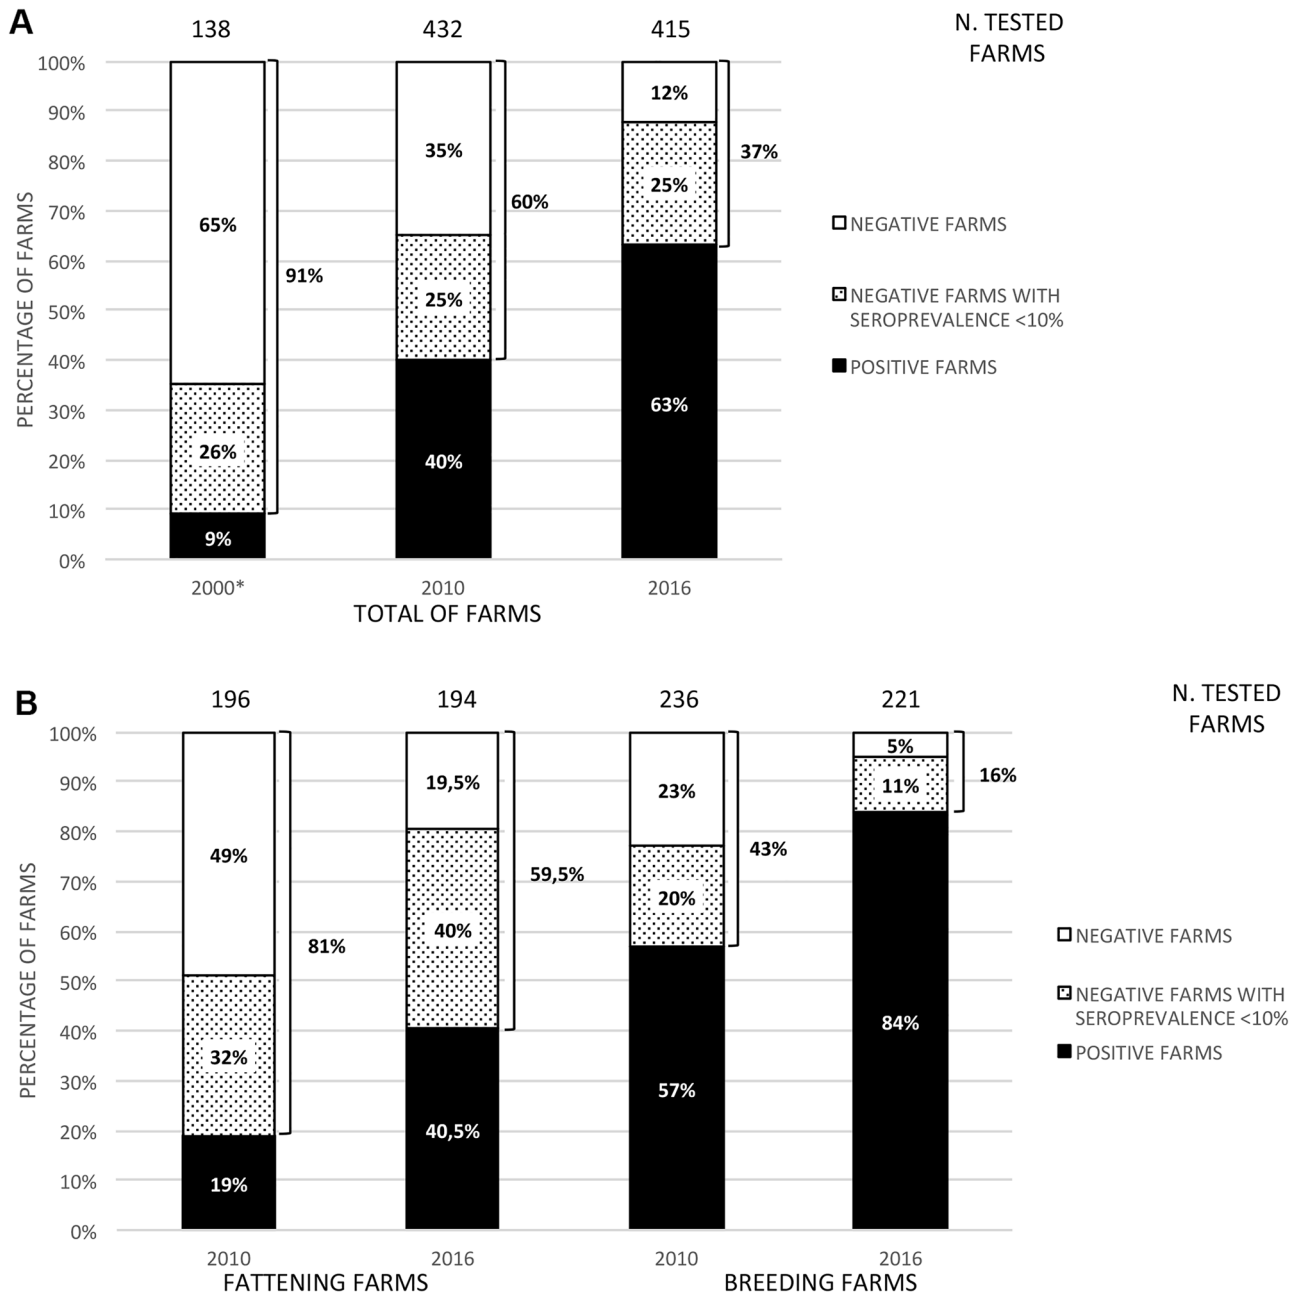 A
138 432 415
N. TESTED
FARMS
PERCENTAGE OF FARMS
100%
90%
80%
70%
60%
50%
40%
30%
20%
10%
0%
65%
26%
9%
91%
35%
25%
40%
60%
12%
25%
63%
37%
NEGATIVE FARMS
NEGATIVE FARMS WITH
SEROPREVALENCE <10%
POSITIVE FARMS
2000* 2010 2016
TOTAL OF FARMS
B
196 194 236 221
N. TESTED
FARMS
PERCENTAGE OF FARMS
100%
90%
80%
70%
60%
50%
40%
30%
20%
10%
0%
49%
32%
19%
81%
19,5%
40%
40,5%
59,5%
23%
20%
57%
43%
5%
11%
84%
16%
NEGATIVE FARMS
NEGATIVE FARMS WITH
SEROPREVALENCE <10%
POSITIVE FARMS
2010 2016 2010 2016
FATTENING FARMS BREEDING FARMS